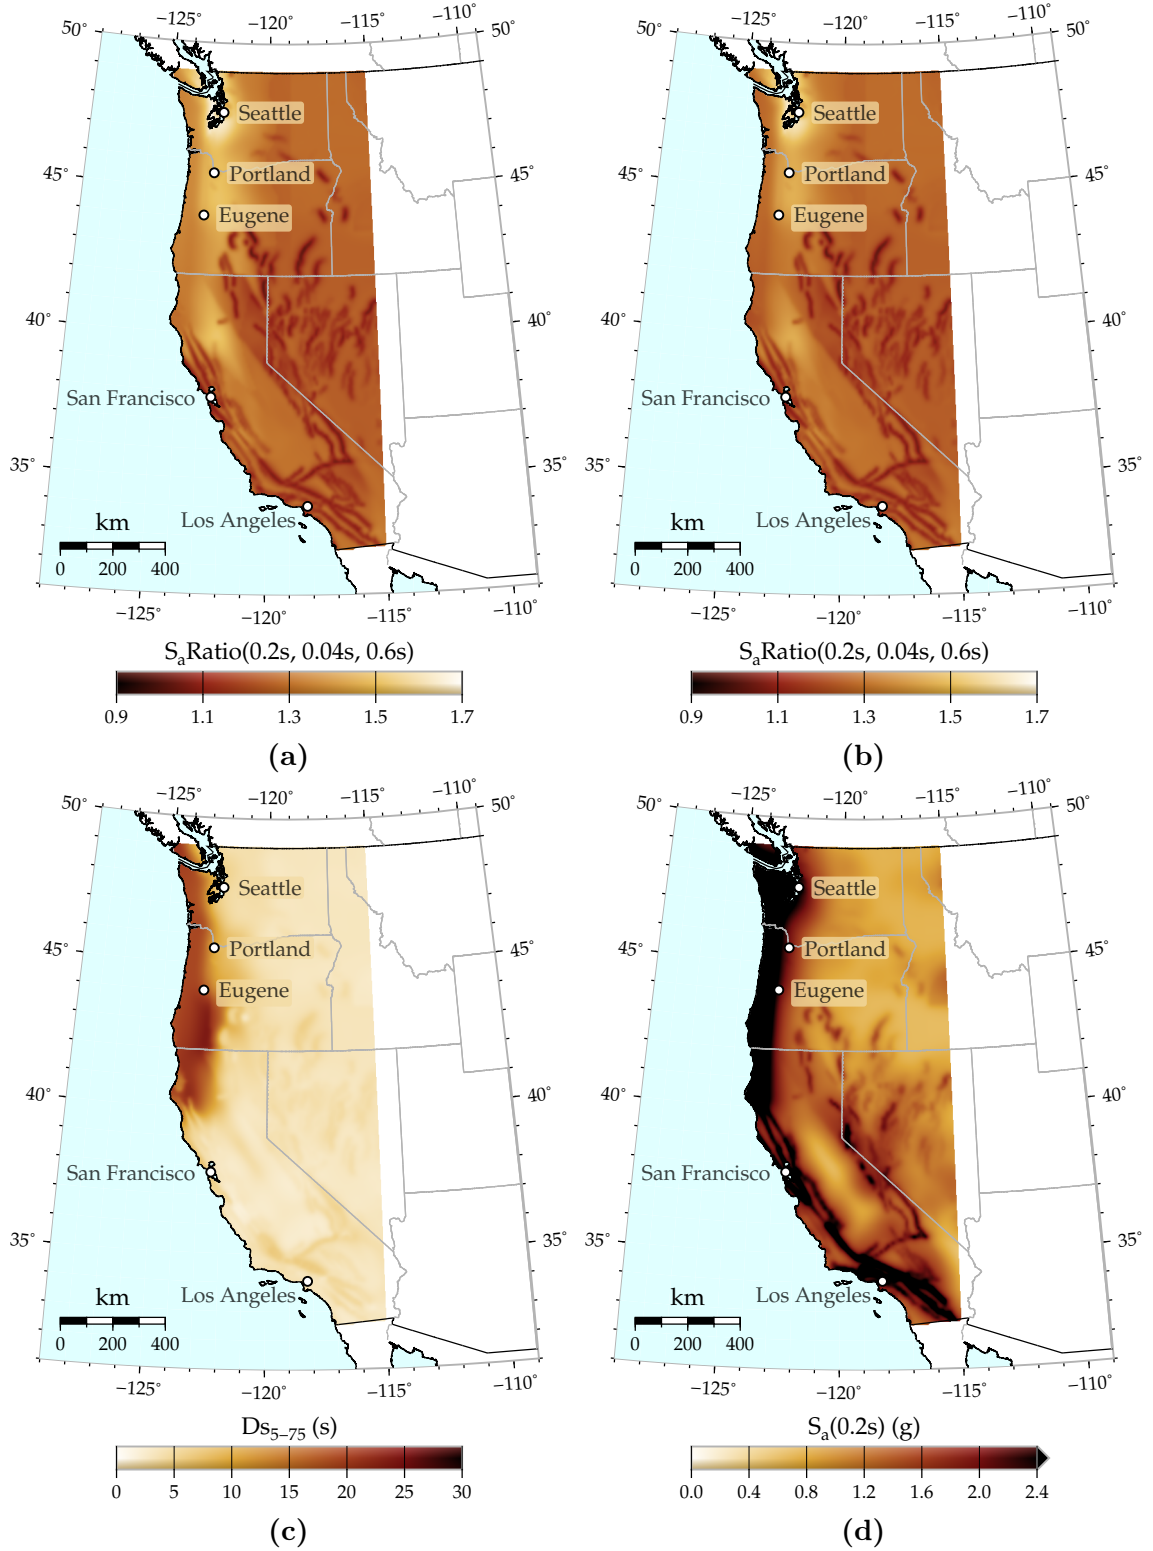 −125° −120° −115° −110°
50° 50°
Seattle
Portland
45° 45°
Eugene
40° 40°
San Francisco
35° 35°
Los Angeles
km
0 200 400
−125° −120° −115° −110°
SaRatio(0.2s, 0.04s, 0.6s)
0.9 1.1 1.3 1.5 1.7
(a)
−125° −120° −115° −110°
50° 50°
Seattle
Portland
45° 45°
Eugene
40° 40°
San Francisco
35° 35°
Los Angeles
km
0 200 400
−125° −120° −115° −110°
SaRatio(0.2s, 0.04s, 0.6s)
0.9 1.1 1.3 1.5 1.7
(b)
−125° −120° −115° −110°
50° 50°
Seattle
Portland
45° 45°
Eugene
40° 40°
San Francisco
35° 35°
Los Angeles
km
0 200 400
−125° −120° −115° −110°
Ds5−75 (s)
0 5 10 15 20 25 30
(c)
−125° −120° −115° −110°
50° 50°
Seattle
Portland
45° 45°
Eugene
40° 40°
San Francisco
35° 35°
Los Angeles
km
0 200 400
−125° −120° −115° −110°
Sa(0.2s) (g)
0.0 0.4 0.8 1.2 1.6 2.0 2.4
(d)